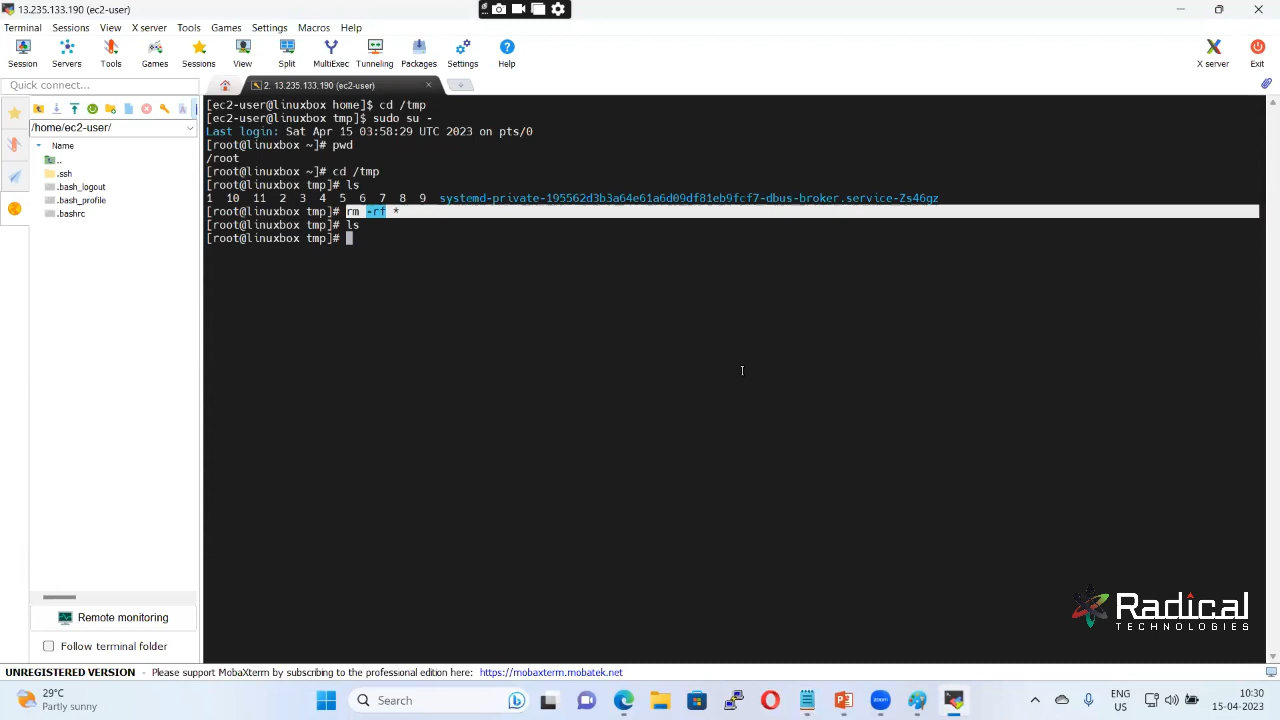 13.235.133.190 (ec2-user)
Terminal Sessions View X server Tools Games Settings Macros Help
Session Servers Tools Games Sessions View Split MultiExec Tunneling Packages Settings Help X server Exit
Quick connect...
2. 13.235.133.190 (ec2-user)
/home/ec2-user/
Name
..
.ssh
.bash_logout
.bash_profile
.bashrc
[ec2-user@linuxbox home]$ cd /tmp
[ec2-user@linuxbox tmp]$ sudo su -
Last login: Sat Apr 15 03:58:29 UTC 2023 on pts/0
[root@linuxbox ~]# pwd
/root
[root@linuxbox ~]# cd /tmp
[root@linuxbox tmp]# ls
1 10 11 2 3 4 5 6 7 8 9 systemd-private-195562d3b3a64e61a6d09df81eb9fcf7-dbus-broker.service-Zs46gz
[root@linuxbox tmp]# rm -rf *
[root@linuxbox tmp]# ls
[root@linuxbox tmp]#
Remote monitoring
Follow terminal folder
Radical
TECHNOLOGIES
UNREGISTERED VERSION - Please support MobaXterm by subscribing to the professional edition here: https://mobaxterm.mobatek.net
29°C
Partly sunny
Search
ENG
US
10:30
15-04-2023